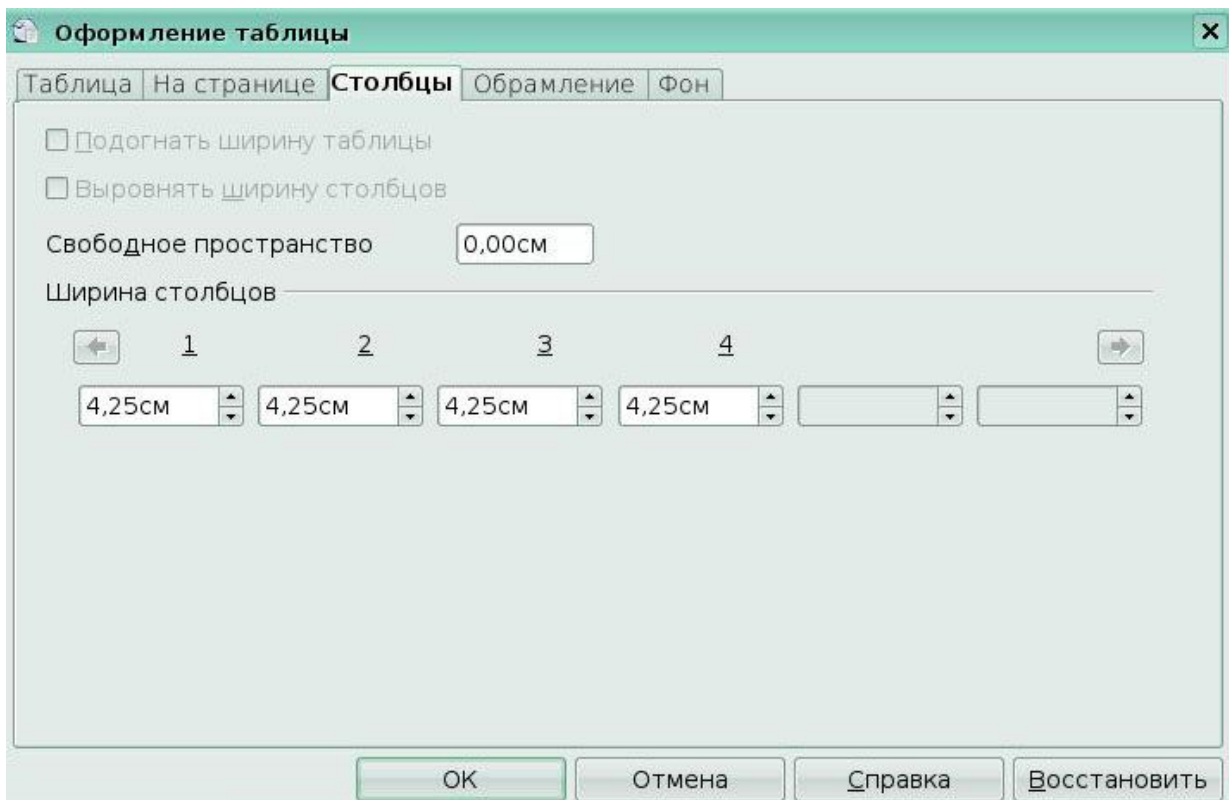 Оформление таблицы
Таблица На странице Столбцы Обрамление Фон
Подогнать ширину таблицы
Выровнять ширину столбцов
Свободное пространство 0,00см
Ширина столбцов
1 2 3 4
4,25см 4,25см 4,25см 4,25см
OK Отмена Справка Восстановить